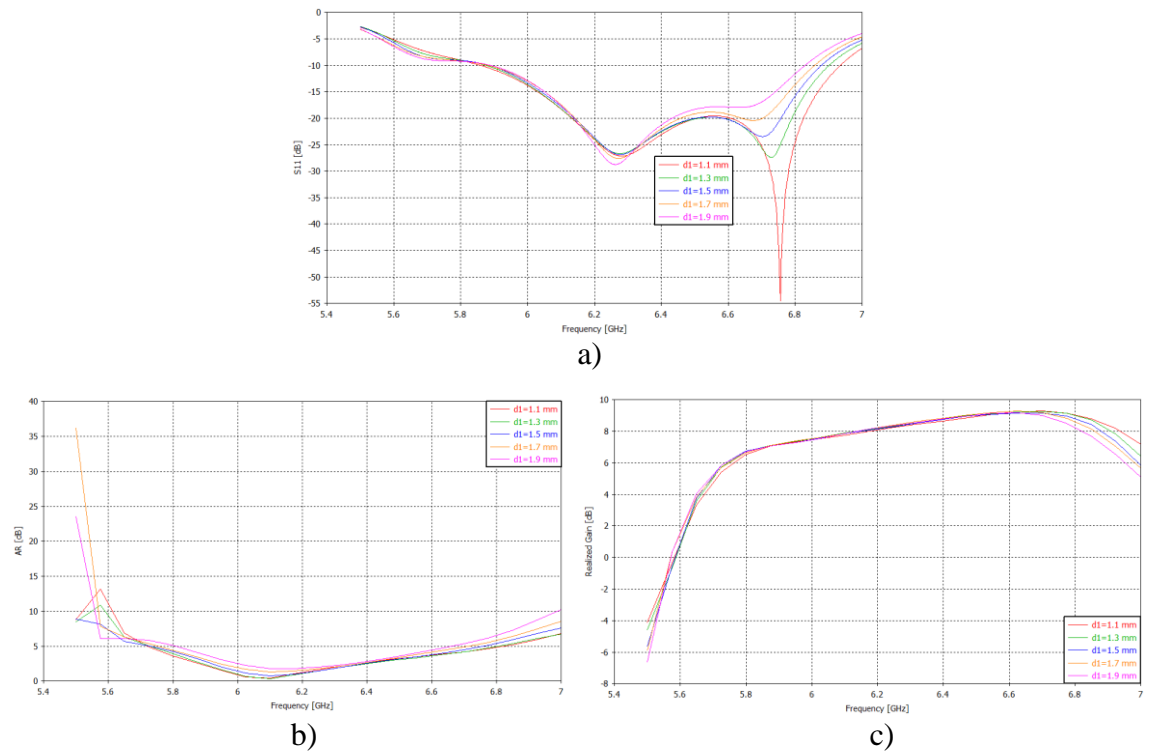 0
-5
-10
-15
-20
-25
-30
-35
-40
-45
-50
-55
S11 [dB]
d1=1.1 mm
d1=1.3 mm
d1=1.5 mm
d1=1.7 mm
d1=1.9 mm
5.4 5.6 5.8 6 6.2 6.4 6.6 6.8 7
Frequency [GHz]
a)
40
35
30
25
20
15
10
5
0
AR [dB]
d1=1.1 mm
d1=1.3 mm
d1=1.5 mm
d1=1.7 mm
d1=1.9 mm
5.4 5.6 5.8 6 6.2 6.4 6.6 6.8 7
Frequency [GHz]
b)
10
8
6
4
2
0
-2
-4
-6
-8
Realized Gain [dB]
d1=1.1 mm
d1=1.3 mm
d1=1.5 mm
d1=1.7 mm
d1=1.9 mm
5.4 5.6 5.8 6 6.2 6.4 6.6 6.8 7
Frequency [GHz]
c)